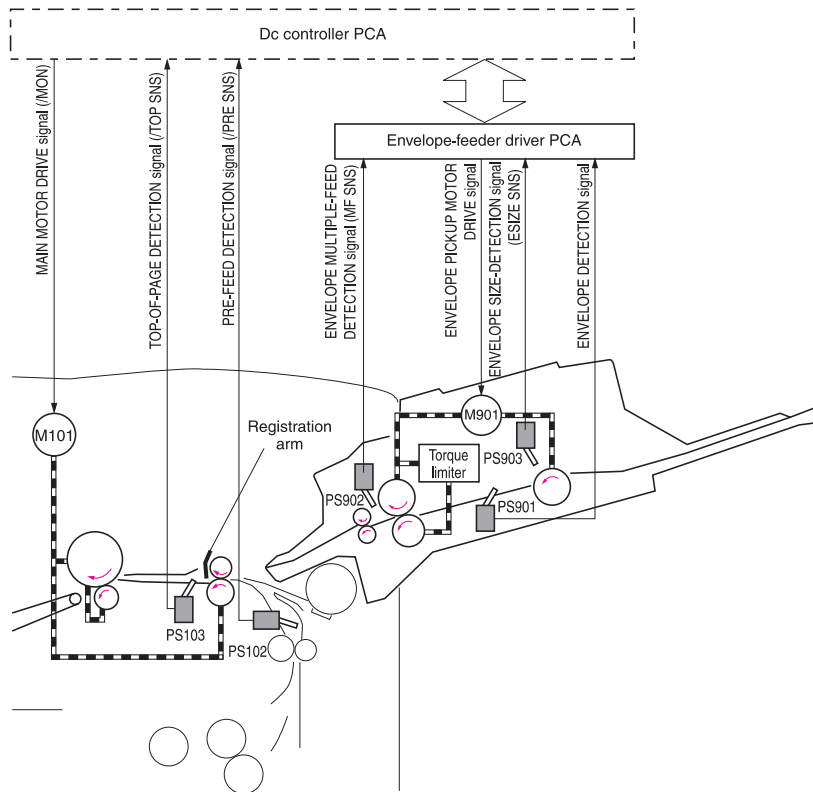 Dc controller PCA
Envelope-feeder driver PCA
MAIN MOTOR DRIVE signal (/MON)
TOP-OF-PAGE DETECTION signal (/TOP SNS)
PRE-FEED DETECTION signal (/PRE SNS)
ENVELOPE MULTIPLE-FEED
DETECTION signal (MF SNS)
ENVELOPE PICKUP MOTOR
DRIVE signal
ENVELOPE SIZE-DETECTION signal
(ESIZE SNS)
ENVELOPE DETECTION signal
M101
Registration
arm
M901
Torque
limiter
PS903
PS902
PS901
PS103
PS102